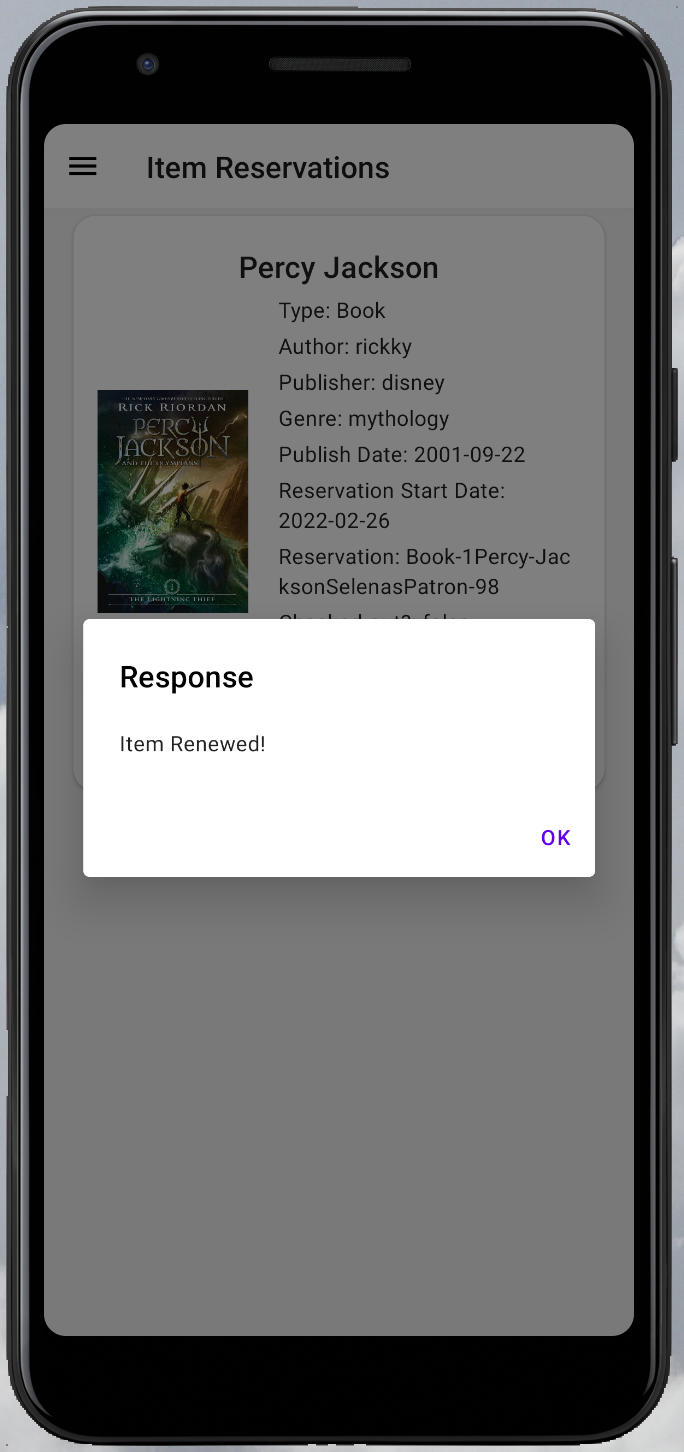 Item Reservations
Percy Jackson
Type: Book
Author: rickky
Publisher: disney
Genre: mythology
Publish Date: 2001-09-22
Reservation Start Date:
2022-02-26
Reservation: Book-1Percy-Jac
ksonSelenasPatron-98
RICK RIORDAN
PERCY
JACKSON
AND THE OLYMPIANS
THE LIGHTNING THIEF
Response
Item Renewed!
OK